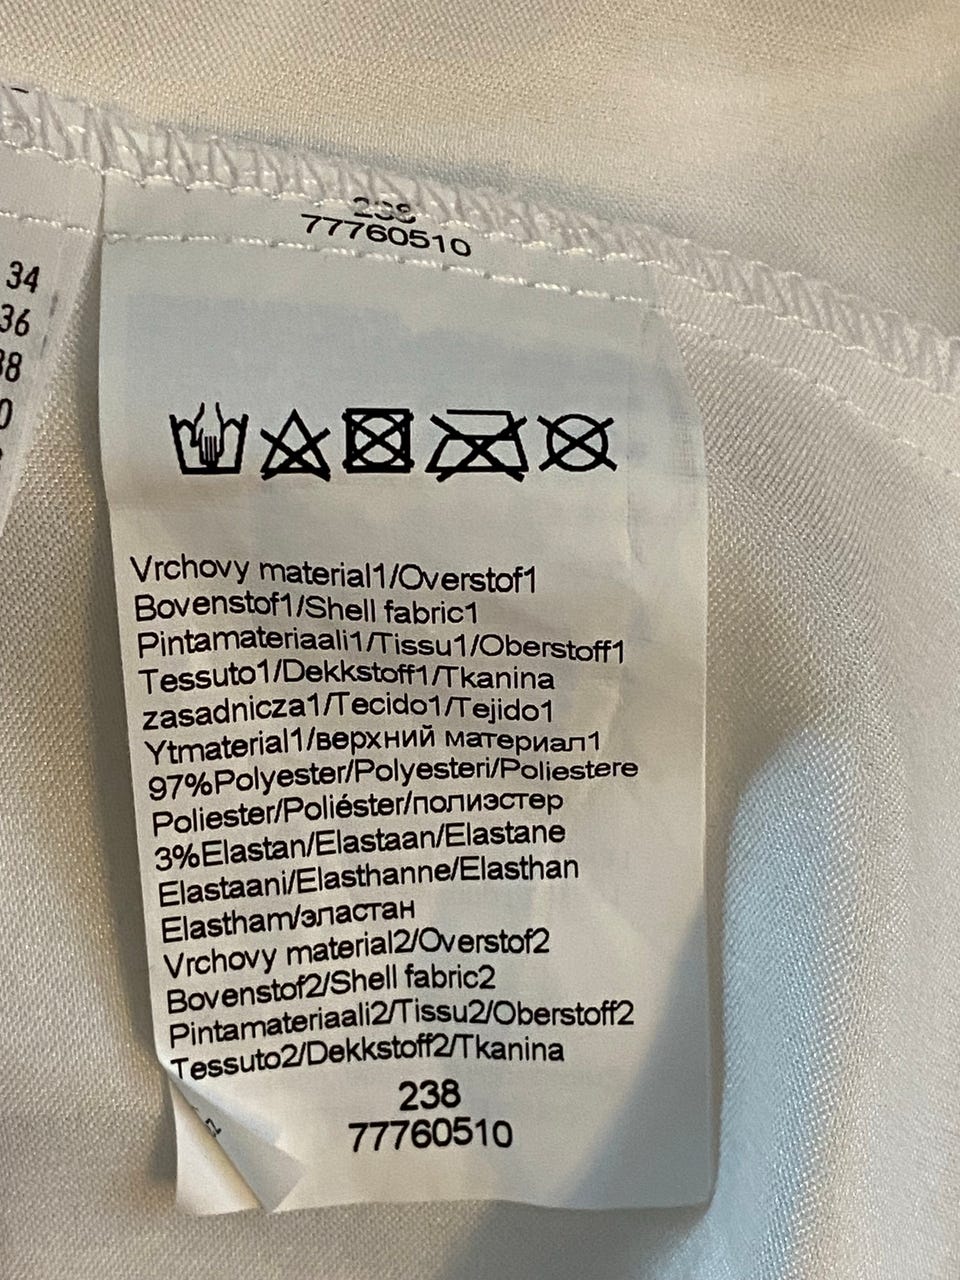 238
77760510
34
36
38
Vrchovy material1/Overstof1
Bovenstof1/Shell fabric1
Pintamateriaali1/Tissu1/Oberstoff1
Tessuto1/Dekkstoff1/Tkanina
zasadnicza1/Tecido1/Tejido1
Ytmaterial1/верхний материал1
97%Polyester/Polyesteri/Poliestere
Poliester/Poliéster/полиэстер
3%Elastan/Elastaan/Elastane
Elastaani/Elasthanne/Elasthan
Elastham/эластан
Vrchovy material2/Overstof2
Bovenstof2/Shell fabric2
Pintamateriaali2/Tissu2/Oberstoff2
Tessuto2/Dekkstoff2/Tkanina
238
77760510